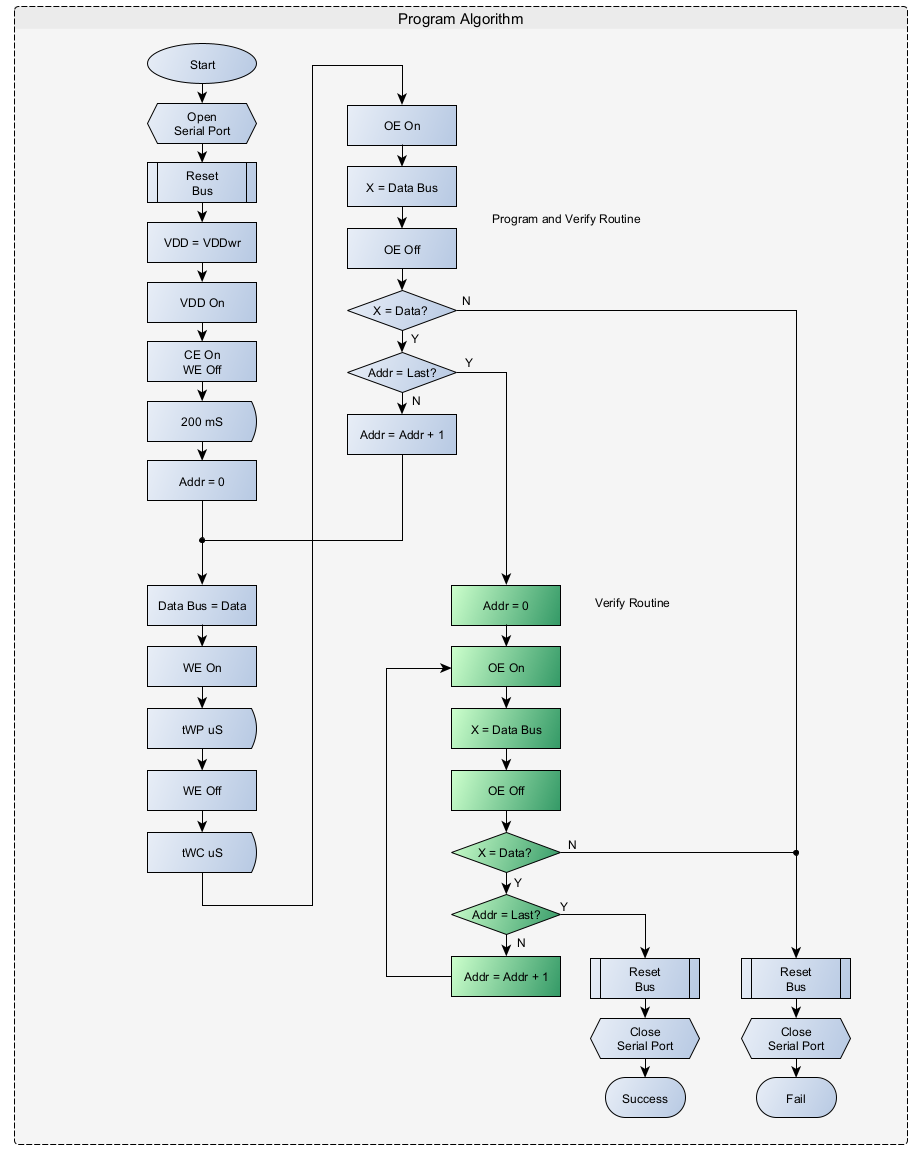 Program Algorithm
Start
Open
Serial Port
Reset
Bus
VDD = VDDwr
VDD On
CE On
WE Off
200 mS
Addr = 0
Data Bus = Data
WE On
tWP uS
WE Off
tWC uS
OE On
X = Data Bus
Program and Verify Routine
OE Off
X = Data?
N
Y
Addr = Last?
Y
N
Addr = Addr + 1
Addr = 0
Verify Routine
OE On
X = Data Bus
OE Off
X = Data?
N
Y
Addr = Last?
Y
N
Addr = Addr + 1
Reset
Bus
Close
Serial Port
Success
Reset
Bus
Close
Serial Port
Fail